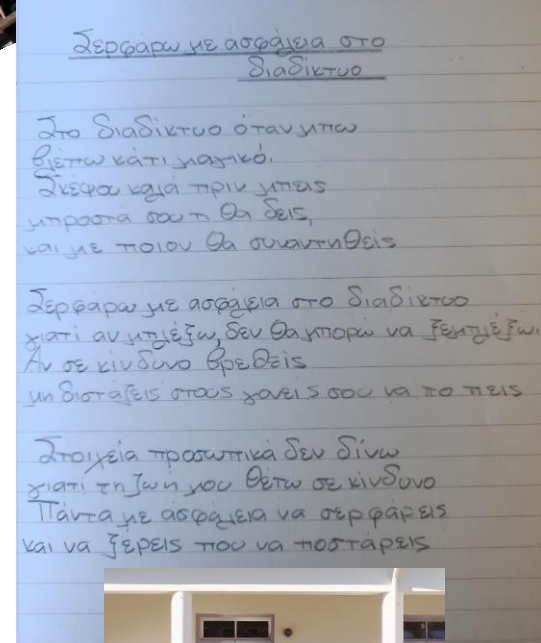 Σερφάρω με ασφάλεια στο
διαδίκτυο
Στο διαδίκτυο όταν μπω
βλέπω κάτι μαγικό.
Σκέψου καλά πριν μπεις
μπροστά σου τι θα δεις,
και με ποιον θα συναντηθείς
Σερφάρω με ασφάλεια στο διαδίκτυο
γιατί αν μπλέξω, δεν θα μπορώ να ξεμπλέξω.
Αν σε κίνδυνο βρεθείς
μη διστάζεις στους γονείς σου να το πεις
Στοιχεία προσωπικά δεν δίνω
γιατί τη ζωή μου θέτω σε κίνδυνο
Πάντα με ασφάλεια να σερφάρεις
και να ξέρεις που να ποστάρεις